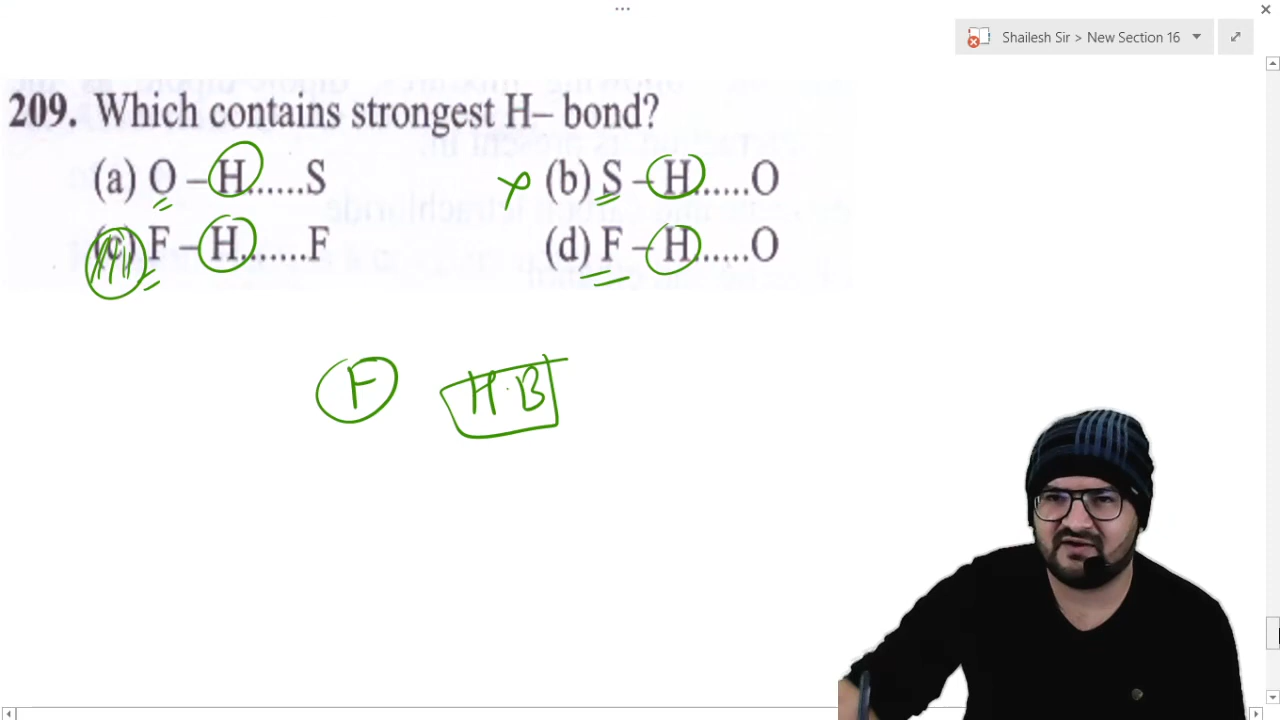 ...
Shailesh Sir > New Section 16
209. Which contains strongest H– bond?
(a) O – H......S
(b) S – H.....O
(c) F – H.......F
(d) F – H.....O
F H·B